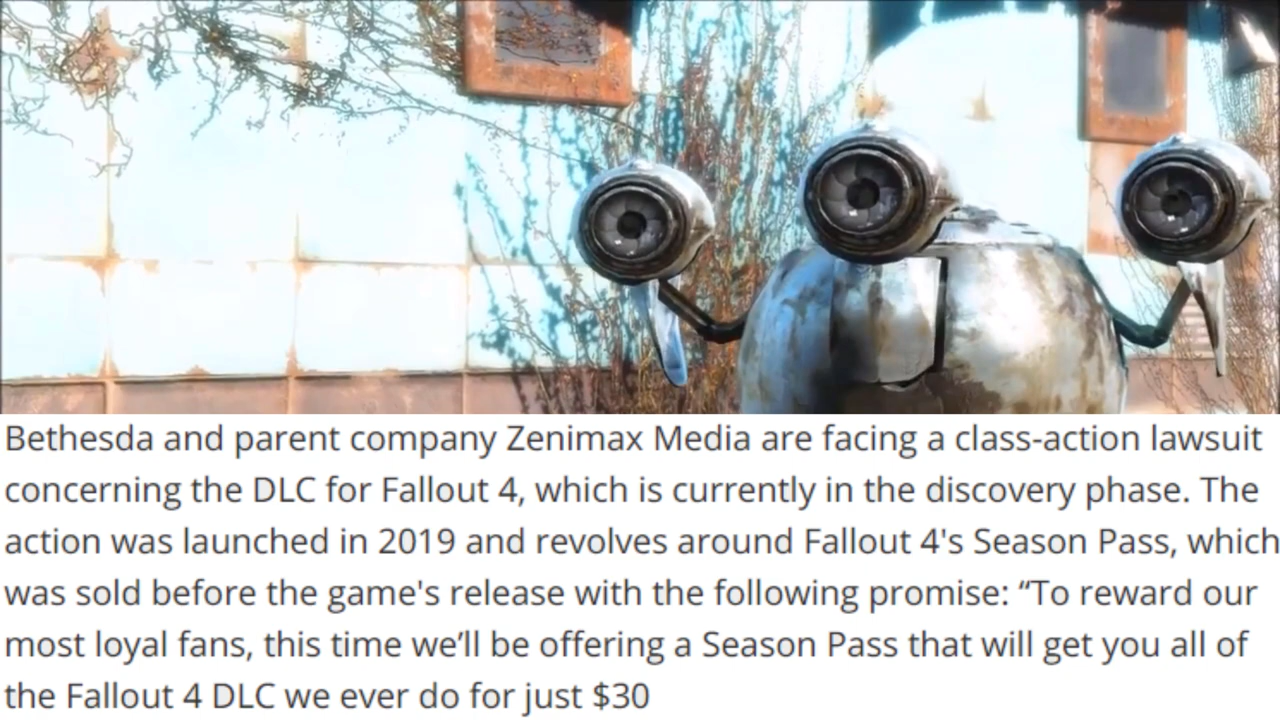 Bethesda and parent company Zenimax Media are facing a class-action lawsuit
concerning the DLC for Fallout 4, which is currently in the discovery phase. The
action was launched in 2019 and revolves around Fallout 4's Season Pass, which
was sold before the game's release with the following promise: “To reward our
most loyal fans, this time we’ll be offering a Season Pass that will get you all of
the Fallout 4 DLC we ever do for just $30